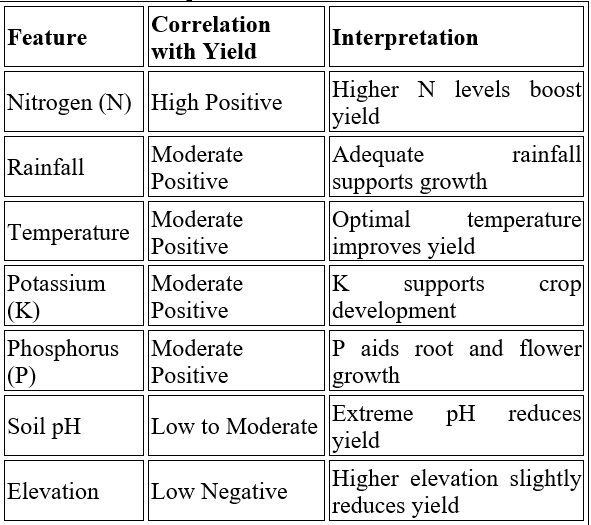 Feature
Correlation
with Yield
Interpretation
Nitrogen (N)
High Positive
Higher N levels boost
yield
Rainfall
Moderate
Positive
Adequate rainfall
supports growth
Temperature
Moderate
Positive
Optimal temperature
improves yield
Potassium
(K)
Moderate
Positive
K supports crop
development
Phosphorus
(P)
Moderate
Positive
P aids root and flower
growth
Soil pH
Low to Moderate
Extreme pH reduces
yield
Elevation
Low Negative
Higher elevation slightly
reduces yield